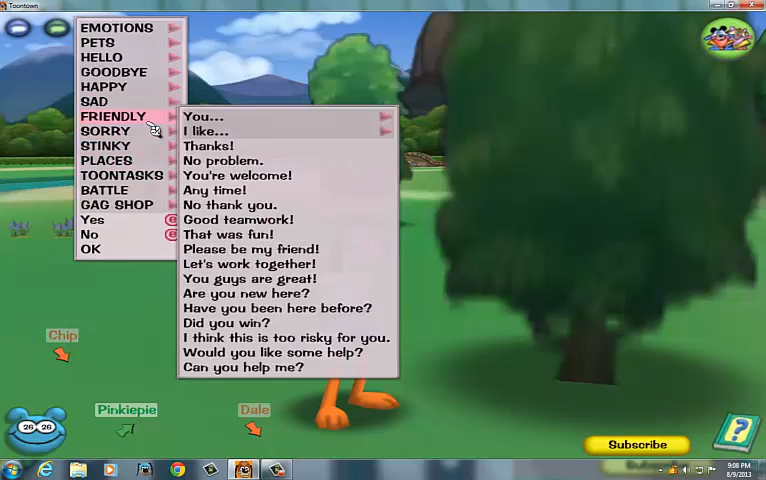 Toontown
EMOTIONS
PETS
HELLO
GOODBYE
HAPPY
SAD
FRIENDLY
SORRY
STINKY
PLACES
TOONTASKS
BATTLE
GAG SHOP
Yes
No
OK
You...
I like...
Thanks!
No problem.
You're welcome!
Any time!
No thank you.
Good teamwork!
That was fun!
Please be my friend!
Let's work together!
You guys are great!
Are you new here?
Have you been here before?
Did you win?
I think this is too risky for you.
Would you like some help?
Can you help me?
Chip
Pinkiepie
Dale
26 26
?
Subscribe
9:08 PM
8/9/2013